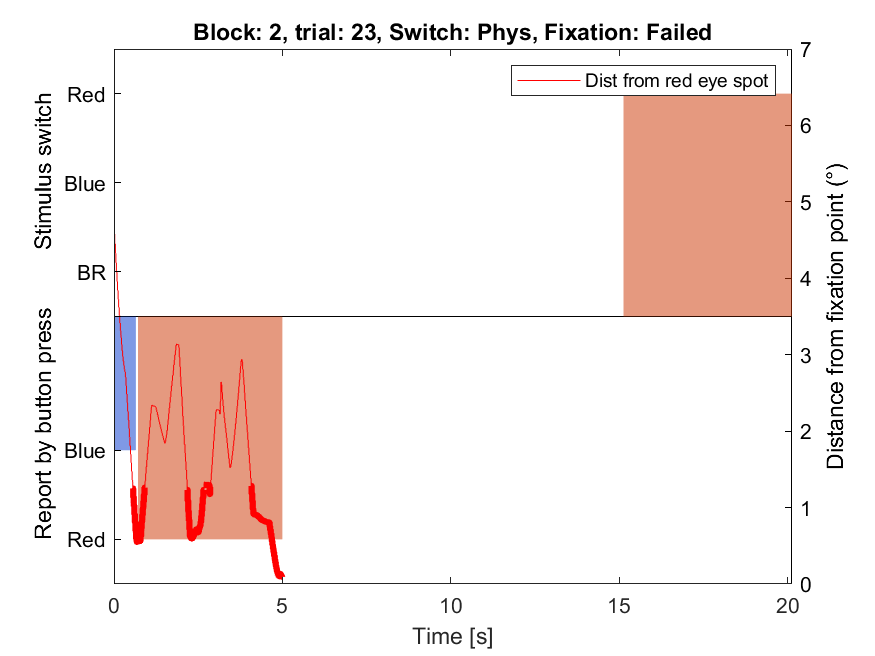 Block: 2, trial: 23, Switch: Phys, Fixation: Failed
Dist from red eye spot
Stimulus switch
Red
Blue
BR
Report by button press
Blue
Red
7
6
5
4
3
2
1
0
Distance from fixation point (°)
0 5 10 15 20
Time [s]